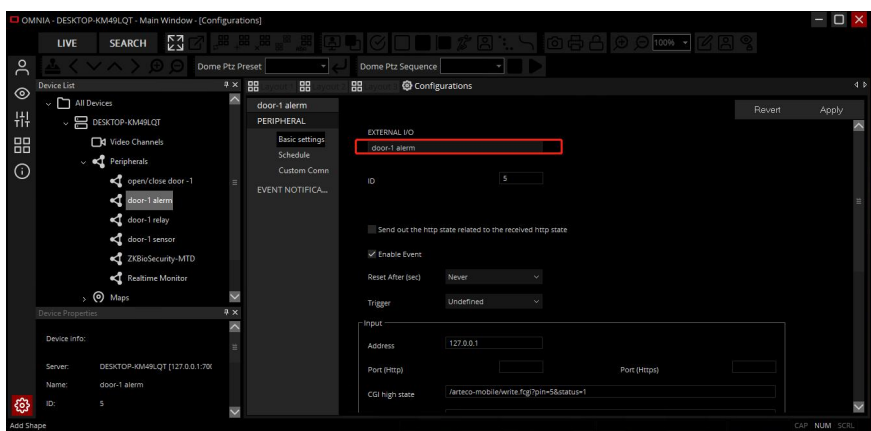 OMNIA - DESKTOP-KM49LQT - Main Window - [Configurations]
LIVE SEARCH 100%
Dome Ptz Preset Dome Ptz Sequence
Device List
Configurations
All Devices
DESKTOP-KM49LQT
Video Channels
Peripherals
open/close door -1
door-1 alerm
door-1 relay
door-1 sensor
ZKBioSecurity-MTD
Realtime Monitor
Maps
Device Properties
Device info:
Server: DESKTOP-KM49LQT [127.0.0.1:700
Name: door-1 alerm
ID: 5
door-1 alerm
PERIPHERAL
Basic settings
Schedule
Custom Comn
EVENT NOTIFICA...
Revert Apply
EXTERNAL I/O
door-1 alerm
ID 5
Send out the http state related to the received http state
Enable Event
Reset After (sec) Never
Trigger Undefined
Input
Address 127.0.0.1
Port (Http) Port (Https)
CGI high state /arteco-mobile/write.fcgi?pin=5&status=1
Add Shape CAP NUM SCRL